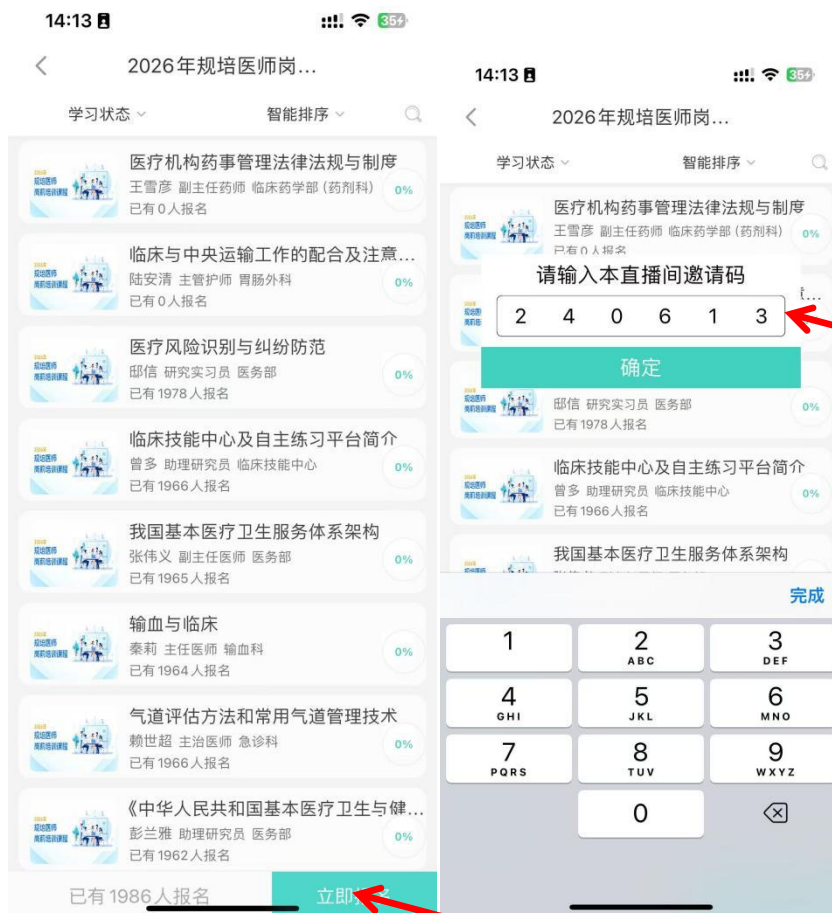 14:13
35
2026年规培医师岗...
学习状态
智能排序
医疗机构药事管理法律法规与制度
王雪彦 副主任药师 临床药学部(药剂科)
0%
已有0人报名
临床与中央运输工作的配合及注意...
陆安清 主管护师 胃肠外科
0%
已有0人报名
医疗风险识别与纠纷防范
邸信 研究实习员 医务部
0%
已有1978人报名
临床技能中心及自主练习平台简介
曾多 助理研究员 临床技能中心
0%
已有1966人报名
我国基本医疗卫生服务体系架构
张伟义 副主任医师 医务部
0%
已有1965人报名
输血与临床
秦莉 主任医师 输血科
0%
已有1964人报名
气道评估方法和常用气道管理技术
赖世超 主治医师 急诊科
0%
已有1966人报名
《中华人民共和国基本医疗卫生与健...
彭兰雅 助理研究员 医务部
0%
已有1962人报名
已有1986人报名
立即
14:13
35
2026年规培医师岗...
学习状态
智能排序
医疗机构药事管理法律法规与制度
王雪彦 副主任药师 临床药学部(药剂科)
0%
已有0人报名
请输入本直播间邀请码
2 4 0 6 1 3
确定
邸信 研究实习员 医务部
0%
已有1978人报名
临床技能中心及自主练习平台简介
曾多 助理研究员 临床技能中心
0%
已有1966人报名
我国基本医疗卫生服务体系架构
完成
1
2
ABC
3
DEF
4
GHI
5
JKL
6
MNO
7
PQRS
8
TUV
9
WXYZ
0